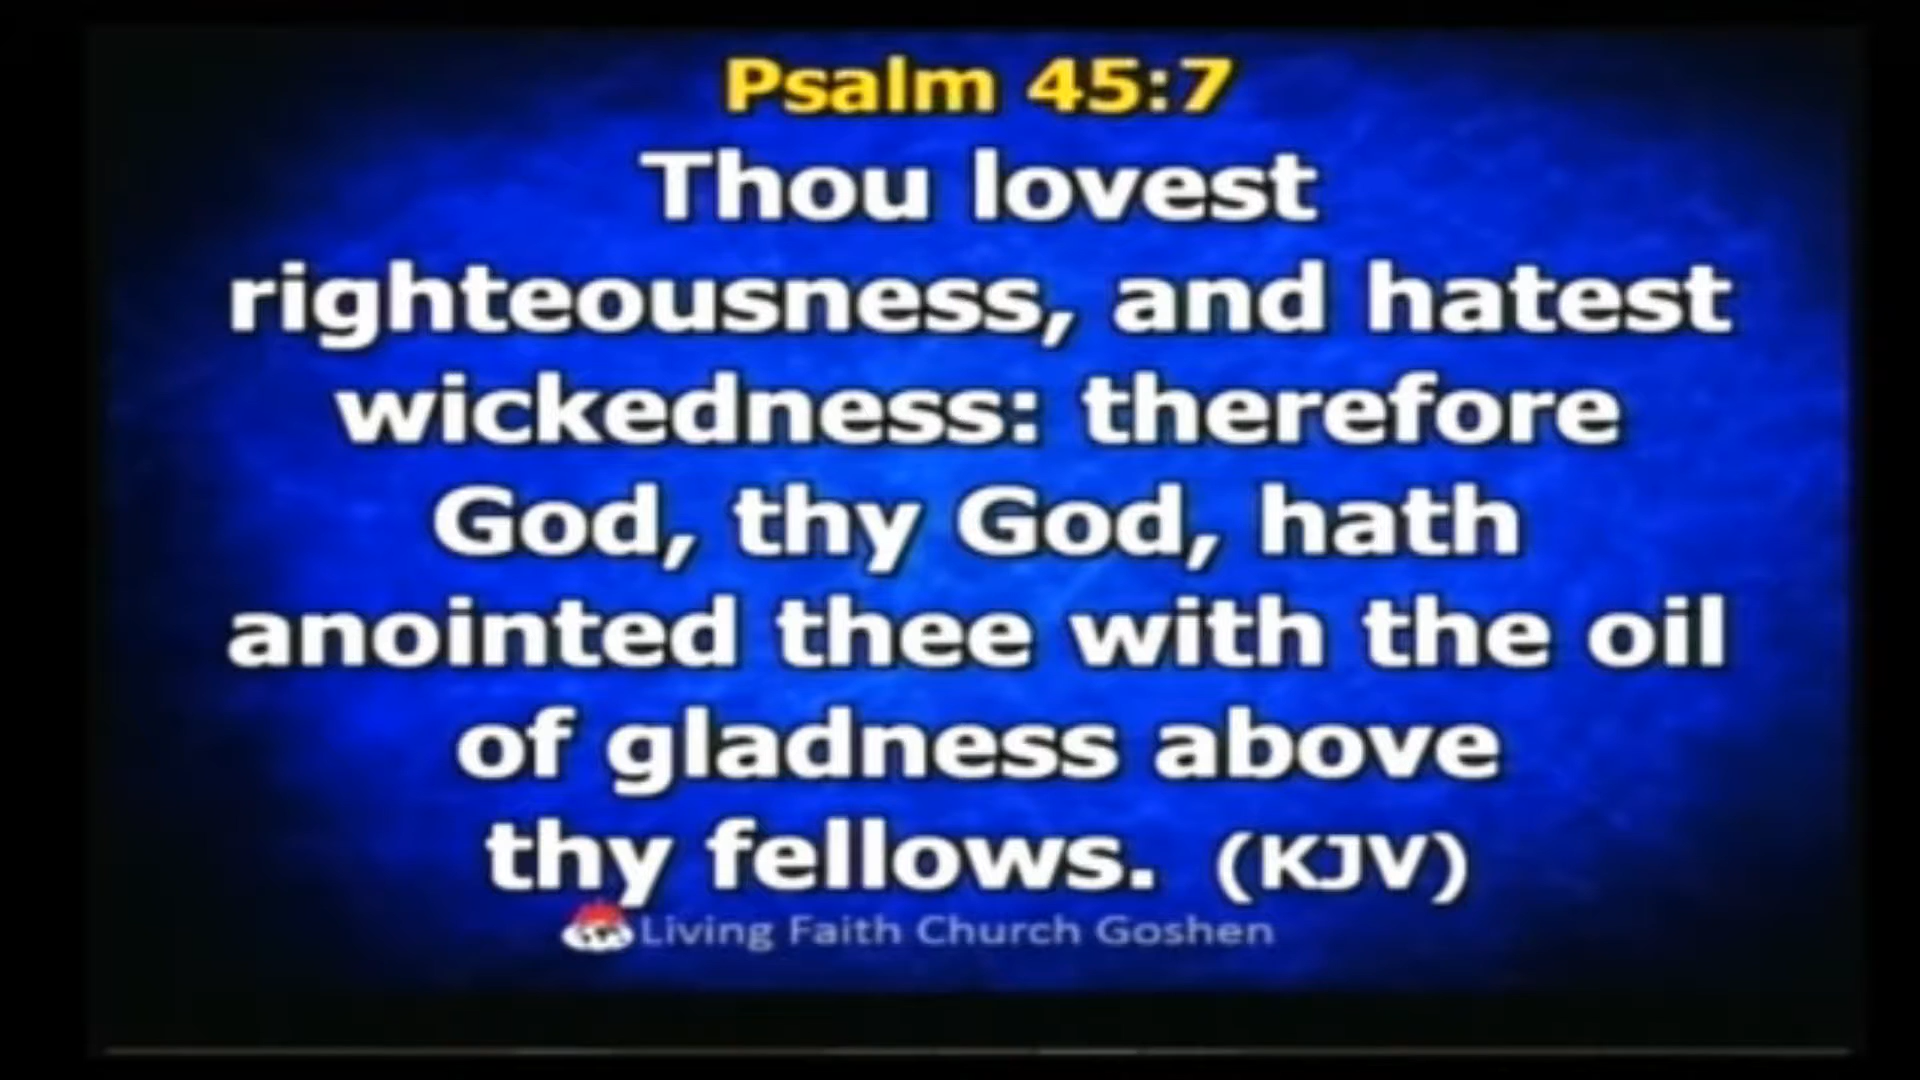 Psalm 45:7
Thou lovest
righteousness, and hatest
wickedness: therefore
God, thy God, hath
anointed thee with the oil
of gladness above
thy fellows. (KJV)
Living Faith Church Goshen